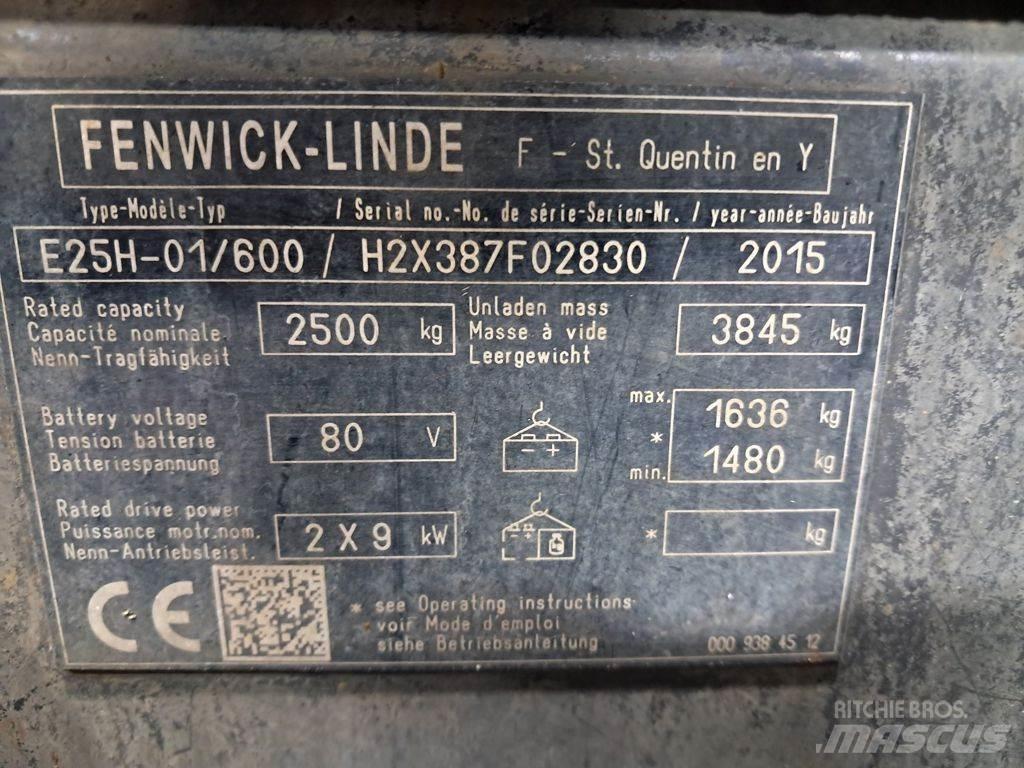 FENWICK-LINDE F - St. Quentin en Y
Type-Modèle-Typ / Serial no.-No. de série-Serien-Nr. / year-année-Baujahr
E25H-01/600 / H2X387F02830 / 2015
Rated capacity
Capacité nominale
Nenn-Tragfähigkeit
2500 kg
Unladen mass
Masse à vide
Leergewicht
3845 kg
Battery voltage
Tension batterie
Batteriespannung
80 V
- +
max. 1636 kg
*
min. 1480 kg
Rated drive power
Puissance motr.nom.
Nenn-Antriebsleist.
2 X 9 kW
- +
* kg
CE
* see Operating instructions
voir Mode d'emploi
siehe Betriebsanleitung
000 938 45 12
RITCHIE BROS.
MASCUS